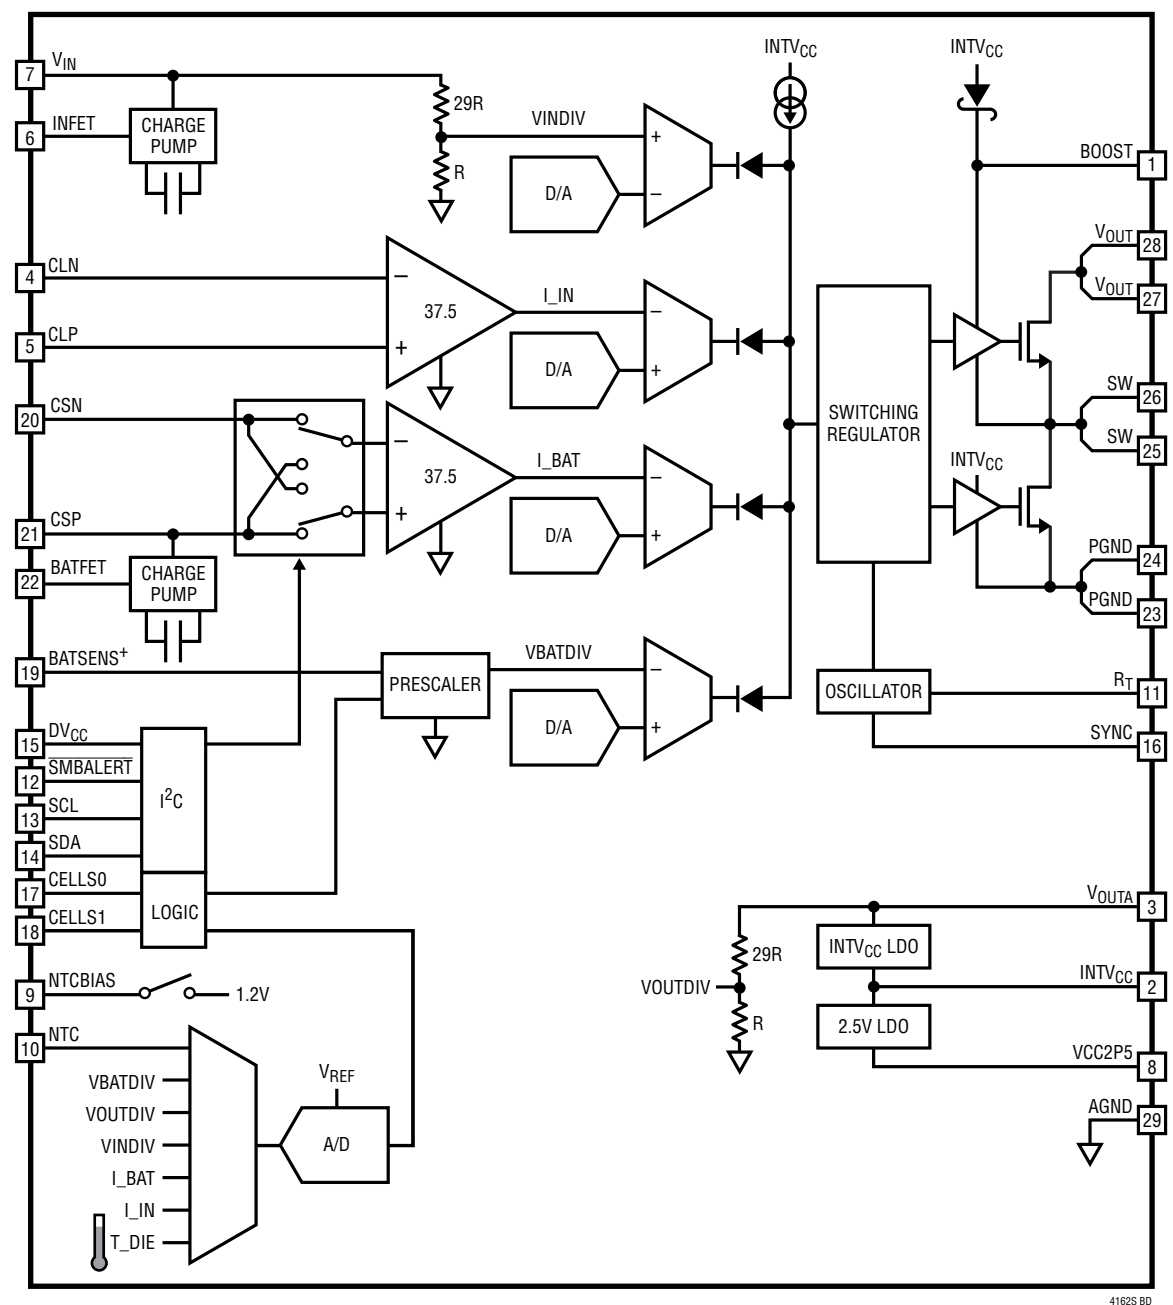 7 VIN
6 INFET
CHARGE
PUMP
29R
R
VINDIV
+
D/A
−
INTVCC
INTVCC
BOOST 1
VOUT 28
VOUT 27
4 CLN
−
37.5
5 CLP
+
I_IN
−
D/A
+
20 CSN
−
37.5
+
I_BAT
−
D/A
+
21 CSP
22 BATFET
CHARGE
PUMP
SWITCHING
REGULATOR
SW 26
SW 25
INTVCC
PGND 24
PGND 23
19 BATSENS+
PRESCALER
VBATDIV
−
D/A
+
OSCILLATOR
RT 11
SYNC 16
15 DVCC
12 SMBALERT
13 SCL
14 SDA
I2C
17 CELLS0
18 CELLS1
LOGIC
9 NTCBIAS
1.2V
10 NTC
VBATDIV
VOUTDIV
VINDIV
I_BAT
I_IN
T_DIE
VREF
A/D
VOUTA 3
29R
INTVCC LDO
VOUTDIV
INTVCC 2
R
2.5V LDO
VCC2P5 8
AGND 29
4162S BD